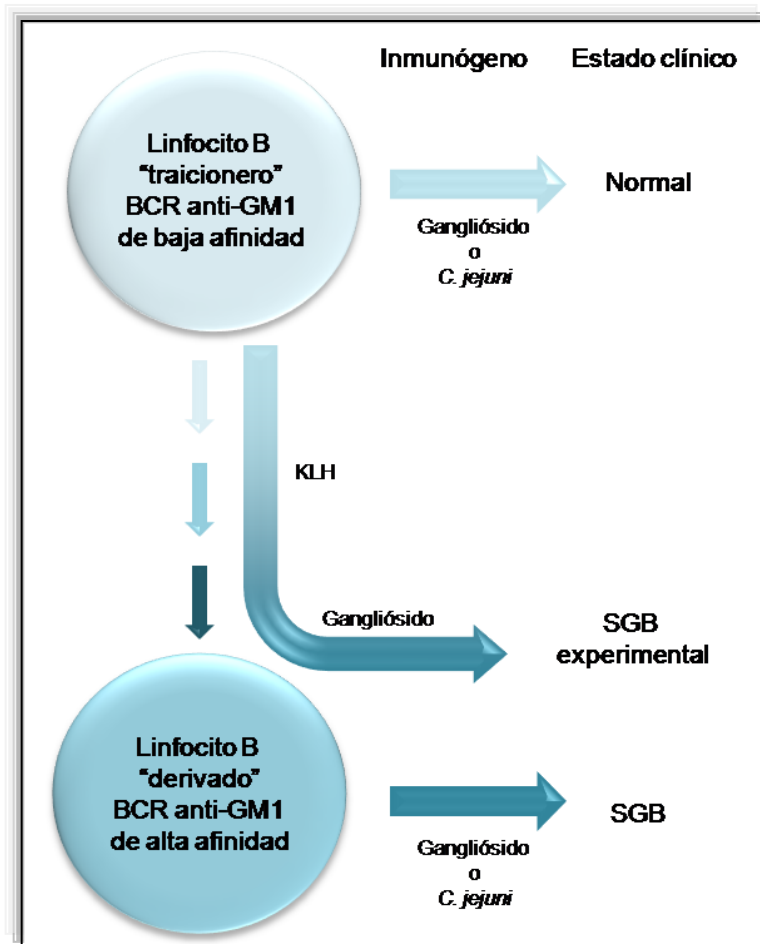 Inmunógeno
Estado clínico
Linfocito B
“traicionero”
BCR anti-GM1
de baja afinidad
Normal
Gangliósido
o
C. jejuni
KLH
Gangliósido
SGB
experimental
Linfocito B
“derivado”
BCR anti-GM1
de alta afinidad
SGB
Gangliósido
o
C. jejuni